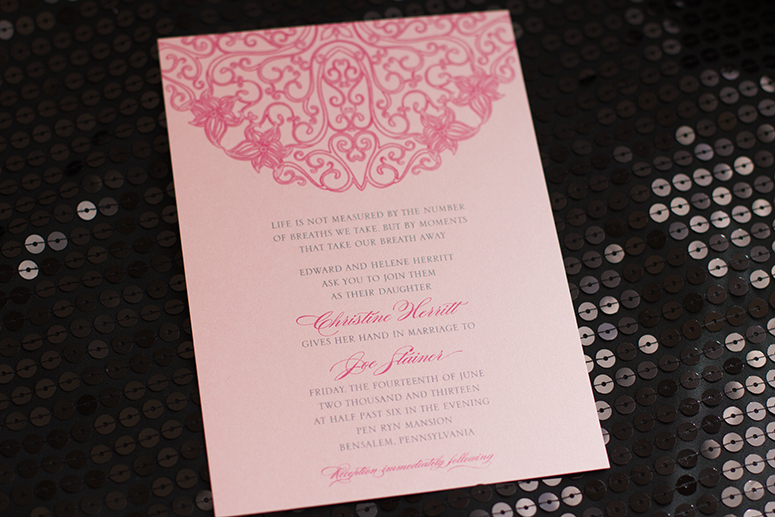 LIFE IS NOT MEASURED BY THE NUMBER
OF BREATHS WE TAKE, BUT BY MOMENTS
THAT TAKE OUR BREATH AWAY
EDWARD AND HELENE HERRITT
ASK YOU TO JOIN THEM
AS THEIR DAUGHTER
Christine Herritt
GIVES HER HAND IN MARRIAGE TO
Joe Stainer
FRIDAY, THE FOURTEENTH OF JUNE
TWO THOUSAND AND THIRTEEN
AT HALF PAST SIX IN THE EVENING
PEN RYN MANSION
BENSALEM, PENNSYLVANIA
Reception immediately following